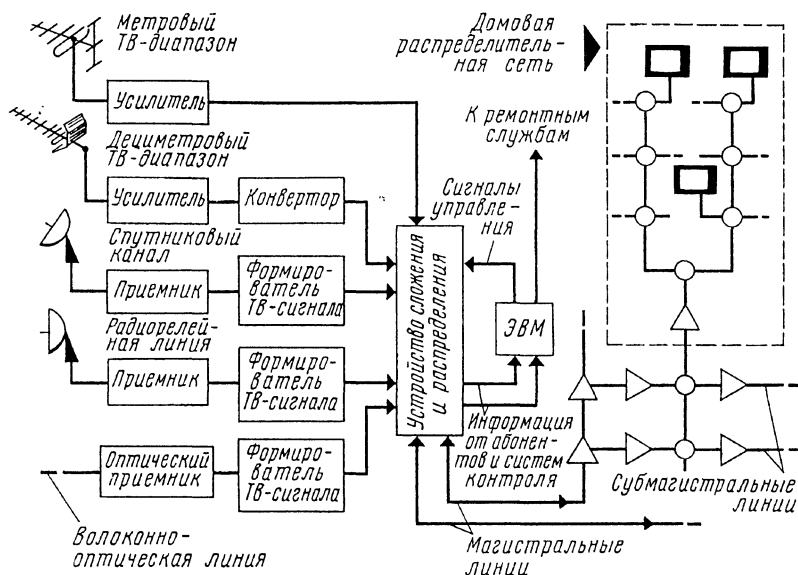 Метровый
ТВ-диапазон
Усилитель
Дециметровый
ТВ-диапазон
Усилитель
Конвертор
Спутниковый
канал
Приемник
Формиро-
ватель
ТВ-сигнала
Радиорелей-
ная линия
Приемник
Формиро-
ватель
ТВ-сигнала
Оптический
приемник
Формиро-
ватель
ТВ-сигнала
Волоконно-
оптическая линия
Устройство сложения
и распределения
Сигналы
управле-
ния
К ремонтным
службам
ЭВМ
Информация
от абонен-
тов и систем
контроля
Магистральные
линии
Домовая
распределитель-
ная сеть
Субмагистральные
линии